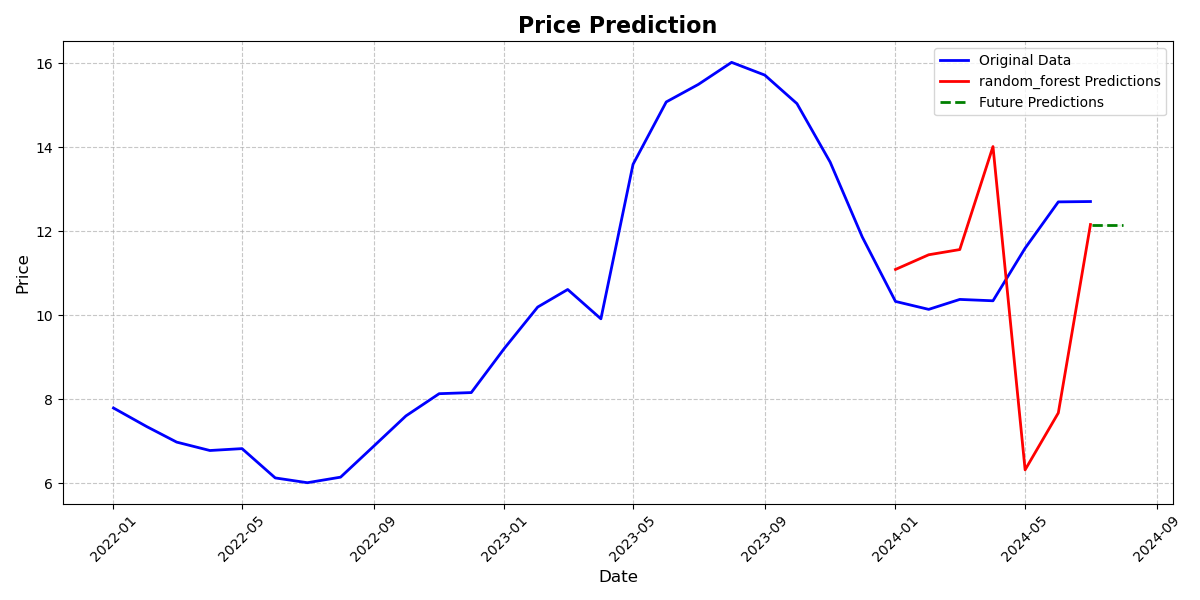 Price Prediction
Original Data
random_forest Predictions
Future Predictions
Price
16
14
12
10
8
6
2022-01
2022-05
2022-09
2023-01
2023-05
2023-09
2024-01
2024-05
2024-09
Date